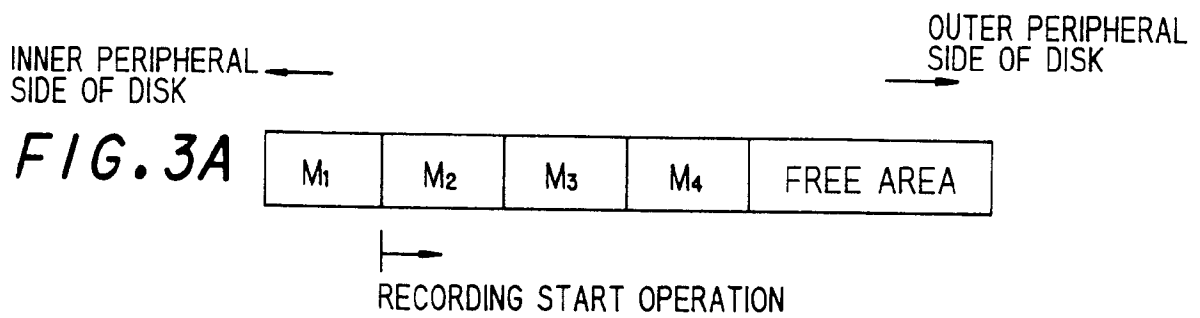 INNER PERIPHERAL
SIDE OF DISK
OUTER PERIPHERAL
SIDE OF DISK
FIG.3A
M1 M2 M3 M4 FREE AREA
RECORDING START OPERATION